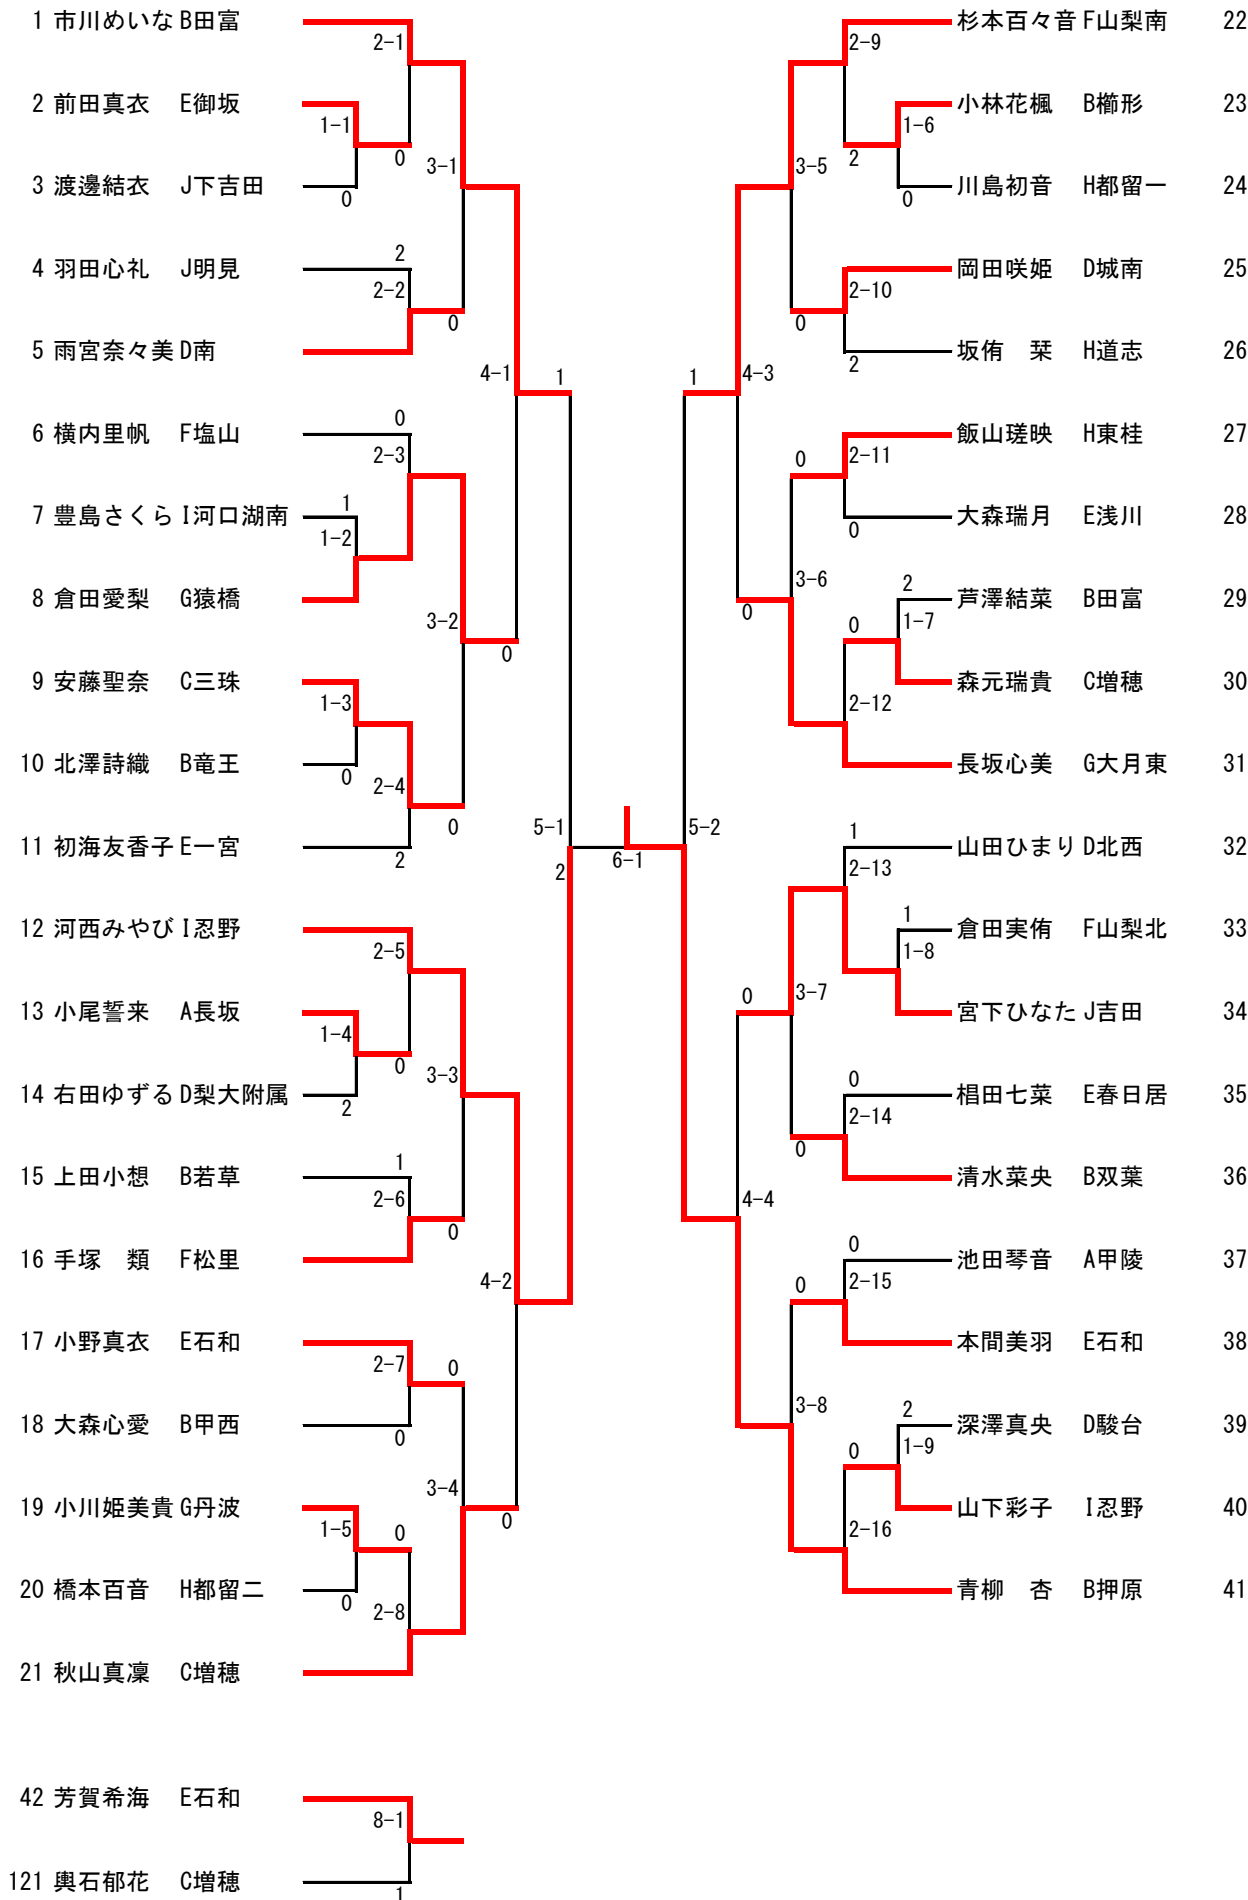 1 市川めいな B田富
2-1
2 前田真衣 E御坂
1-1
0
3-1
3 渡邊結衣 J下吉田
0
4 羽田心礼 J明見
2
2-2
0
5 雨宮奈々美 D南
4-1
1
6 横内里帆 F塩山
0
2-3
7 豊島さくら I河口湖南
1
1-2
8 倉田愛梨 G猿橋
3-2
0
9 安藤聖奈 C三珠
1-3
10 北澤詩織 B竜王
0
2-4
0
11 初海友香子 E一宮
2
5-1
2
6-1
12 河西みやび I忍野
2-5
13 小尾誓来 A長坂
1-4
0
3-3
14 右田ゆずる D梨大附属
2
15 上田小想 B若草
1
2-6
0
16 手塚 類 F松里
4-2
17 小野真衣 E石和
2-7
0
18 大森心愛 B甲西
0
3-4
0
19 小川姫美貴 G丹波
1-5
0
20 橋本百音 H都留二
0
2-8
21 秋山真凜 C増穂
42 芳賀希海 E石和
8-1
121 輿石郁花 C増穂
1
杉本百々音 F山梨南 22
2-9
小林花楓 B櫛形 23
1-6
2
3-5
川島初音 H都留一 24
0
岡田咲姫 D城南 25
2-10
0
坂侑 栞 H道志 26
2
1
4-3
飯山瑳映 H東桂 27
0
2-11
大森瑞月 E浅川 28
0
3-6
0
芦澤結菜 B田富 29
2
1-7
0
森元瑞貴 C増穂 30
2-12
長坂心美 G大月東 31
5-2
山田ひまり D北西 32
1
2-13
倉田実侑 F山梨北 33
1
1-8
宮下ひなた J吉田 34
0
3-7
椙田七菜 E春日居 35
0
2-14
0
清水菜央 B双葉 36
4-4
池田琴音 A甲陵 37
0
2-15
0
本間美羽 E石和 38
3-8
深澤真央 D駿台 39
2
1-9
0
山下彩子 I忍野 40
2-16
青柳 杏 B押原 41